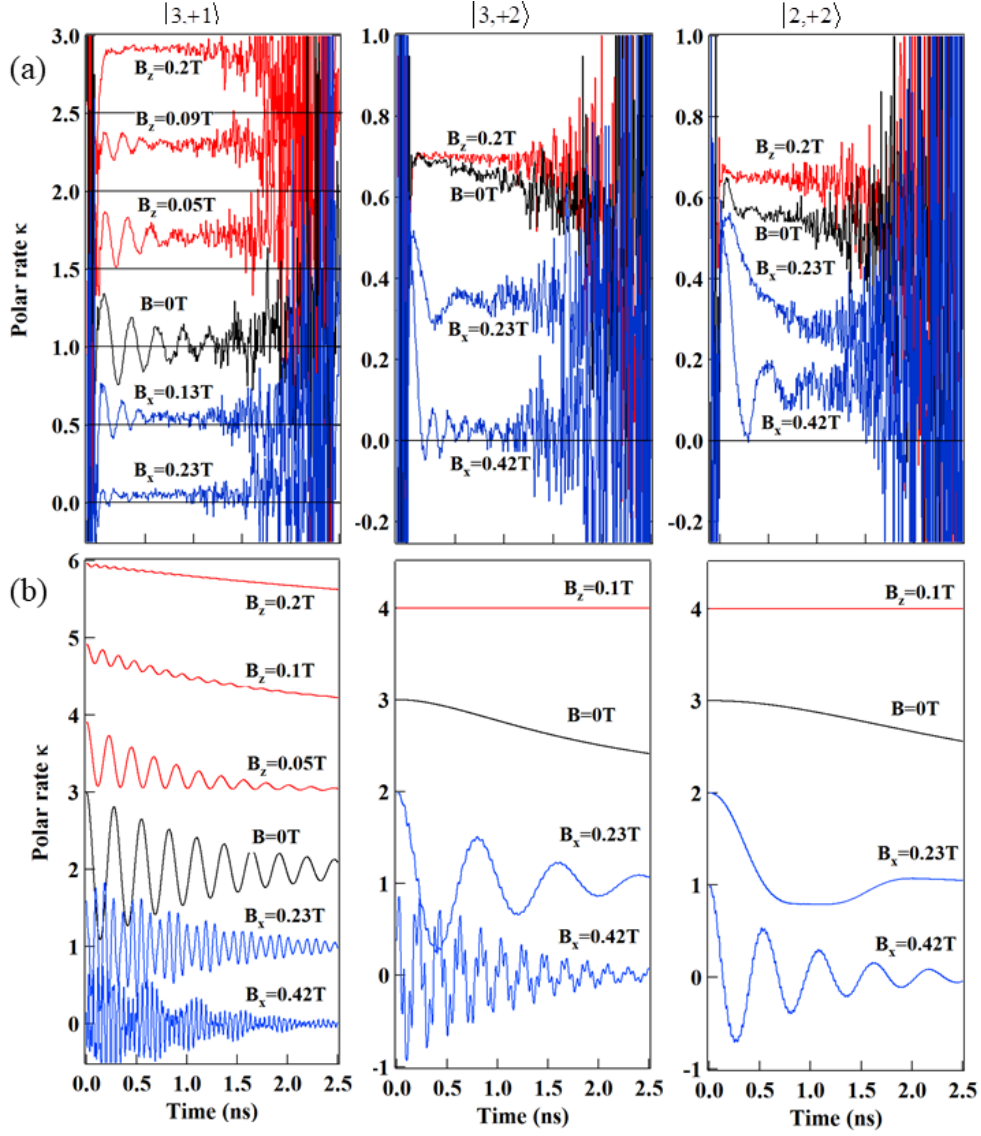 |3.+1⟩ |3,+2⟩ |2,+2⟩
(a)
Polar rate κ
3.0
2.5
2.0
1.5
1.0
0.5
0.0
B_z=0.2T
B_z=0.09T
B_z=0.05T
B=0T
B_x=0.13T
B_x=0.23T
1.0
0.8
0.6
0.4
0.2
0.0
-0.2
B_z=0.2T
B=0T
B_x=0.23T
B_x=0.42T
1.0
0.8
0.6
0.4
0.2
0.0
-0.2
B_z=0.2T
B=0T
B_x=0.23T
B_x=0.42T
(b)
Polar rate κ
6
5
4
3
2
1
0
B_z=0.2T
B_z=0.1T
B_z=0.05T
B=0T
B_x=0.23T
B_x=0.42T
0.0 0.5 1.0 1.5 2.0 2.5
Time (ns)
4
3
2
1
0
-1
B_z=0.1T
B=0T
B_x=0.23T
B_x=0.42T
0.0 0.5 1.0 1.5 2.0 2.5
Time (ns)
4
3
2
1
0
-1
B_z=0.1T
B=0T
B_x=0.23T
B_x=0.42T
0.0 0.5 1.0 1.5 2.0 2.5
Time (ns)